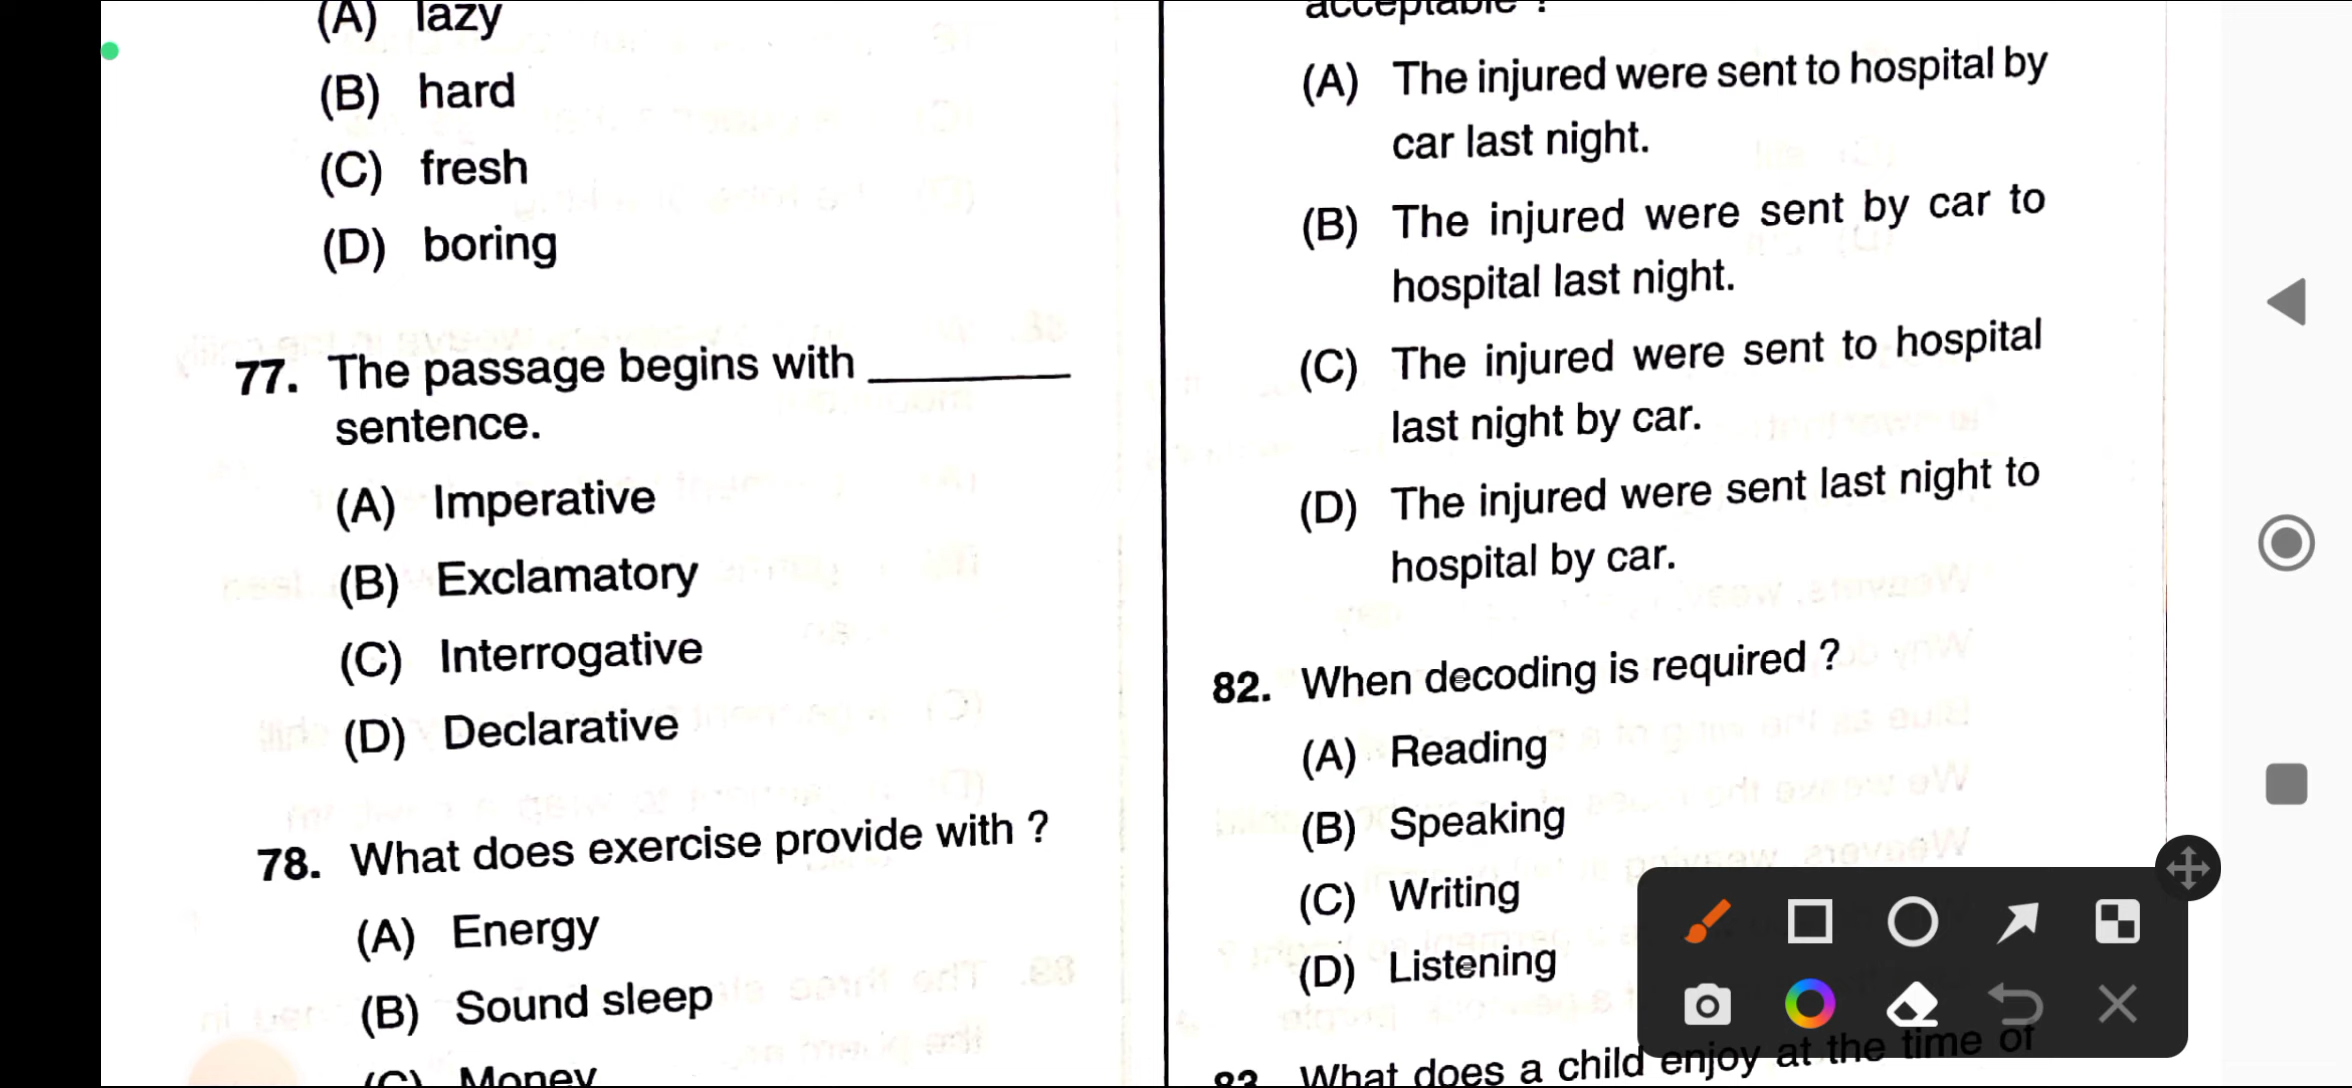 (A) lazy
(B) hard
(C) fresh
(D) boring
77. The passage begins with ________
sentence.
(A) Imperative
(B) Exclamatory
(C) Interrogative
(D) Declarative
78. What does exercise provide with ?
(A) Energy
(B) Sound sleep
(C) Money
acceptable ?
(A) The injured were sent to hospital by
car last night.
(B) The injured were sent by car to
hospital last night.
(C) The injured were sent to hospital
last night by car.
(D) The injured were sent last night to
hospital by car.
82. When decoding is required ?
(A) Reading
(B) Speaking
(C) Writing
(D) Listening
83 What does a child enjoy at the time of